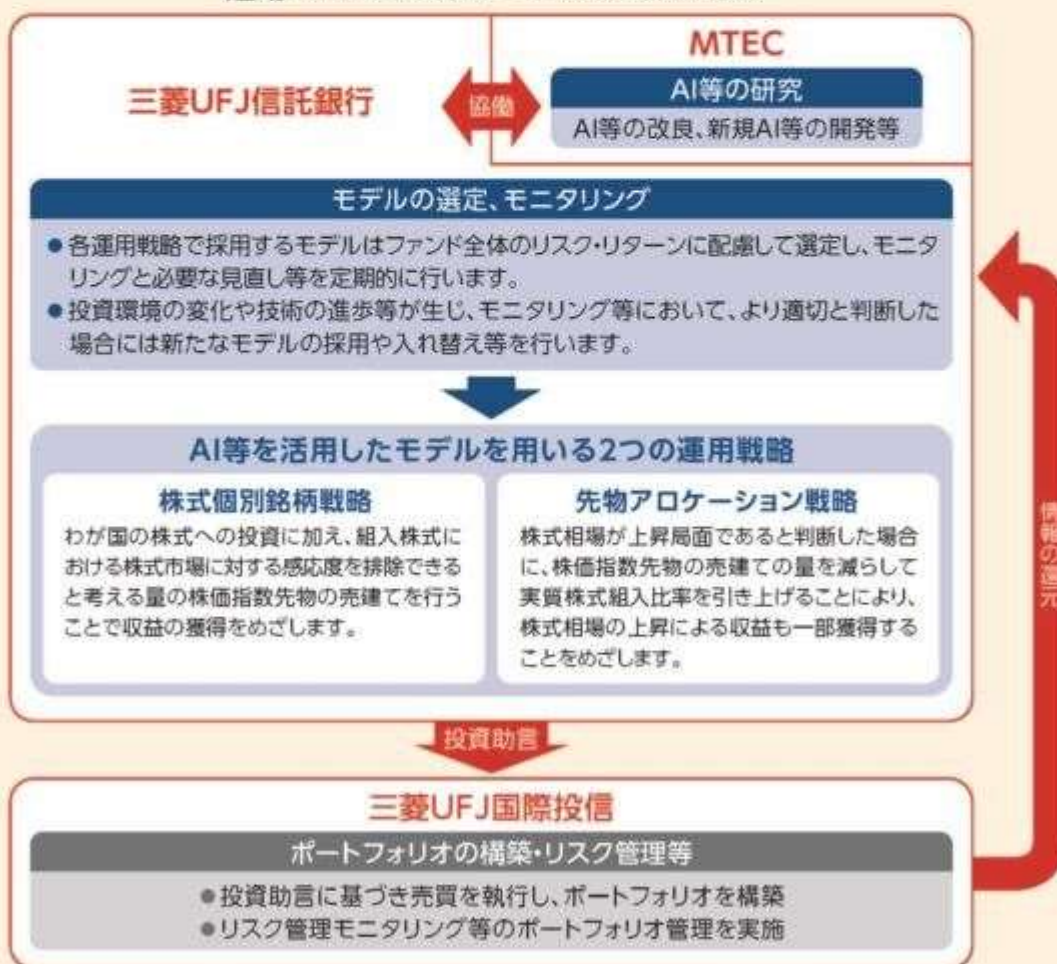 MTEC
三菱UFJ信託銀行
協働
AI等の研究
AI等の改良、新規AI等の開発等
モデルの選定、モニタリング
●各運用戦略で採用するモデルはファンド全体のリスク・リターンに配慮して選定し、モニタ
リングと必要な見直し等を定期的に行います。
●投資環境の変化や技術の進歩等が生じ、モニタリング等において、より適切と判断した
場合には新たなモデルの採用や入れ替え等を行います。
AI等を活用したモデルを用いる2つの運用戦略
株式個別銘柄戦略
わが国の株式への投資に加え、組入株式に
おける株式市場に対する感応度を排除できる
と考える量の株価指数先物の売建てを行う
ことで収益の獲得をめざします。
先物アロケーション戦略
株式相場が上昇局面であると判断した場合
に、株価指数先物の売建ての量を減らして
実質株式組入比率を引き上げることにより、
株式相場の上昇による収益も一部獲得する
ことをめざします。
情報の還元
投資助言
三菱UFJ国際投信
ポートフォリオの構築・リスク管理等
●投資助言に基づき売買を執行し、ポートフォリオを構築
●リスク管理モニタリング等のポートフォリオ管理を実施